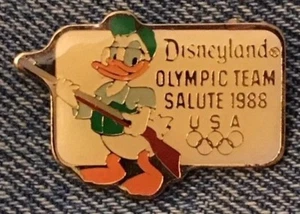 Disneyland®
OLYMPIC TEAM
SALUTE 1988
USA